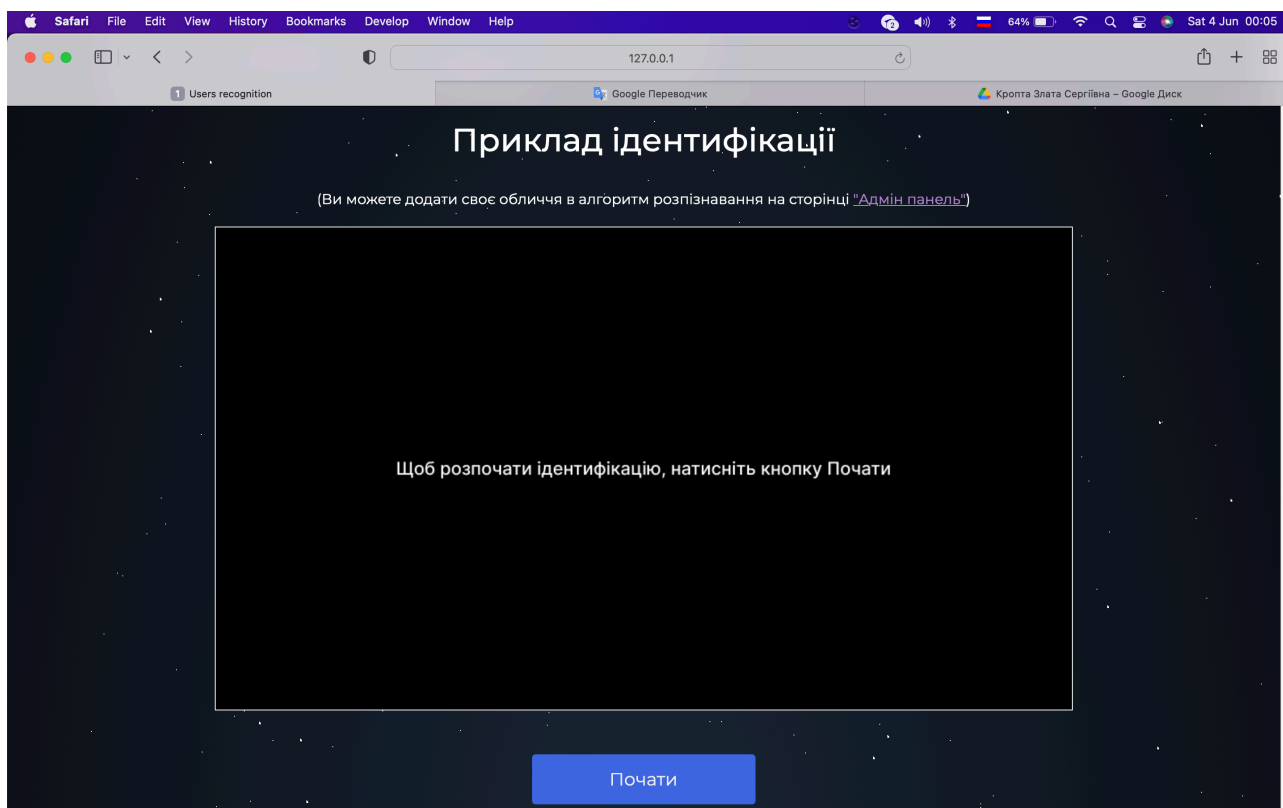 Safari File Edit View History Bookmarks Develop Window Help 2 64% Sat 4 Jun 00:05
127.0.0.1
1 Users recognition Google Переводчик Кропта Злата Сергіївна – Google Диск
Приклад ідентифікації
(Ви можете додати своє обличчя в алгоритм розпізнавання на сторінці "Адмін панель")
Щоб розпочати ідентифікацію, натисніть кнопку Почати
Почати